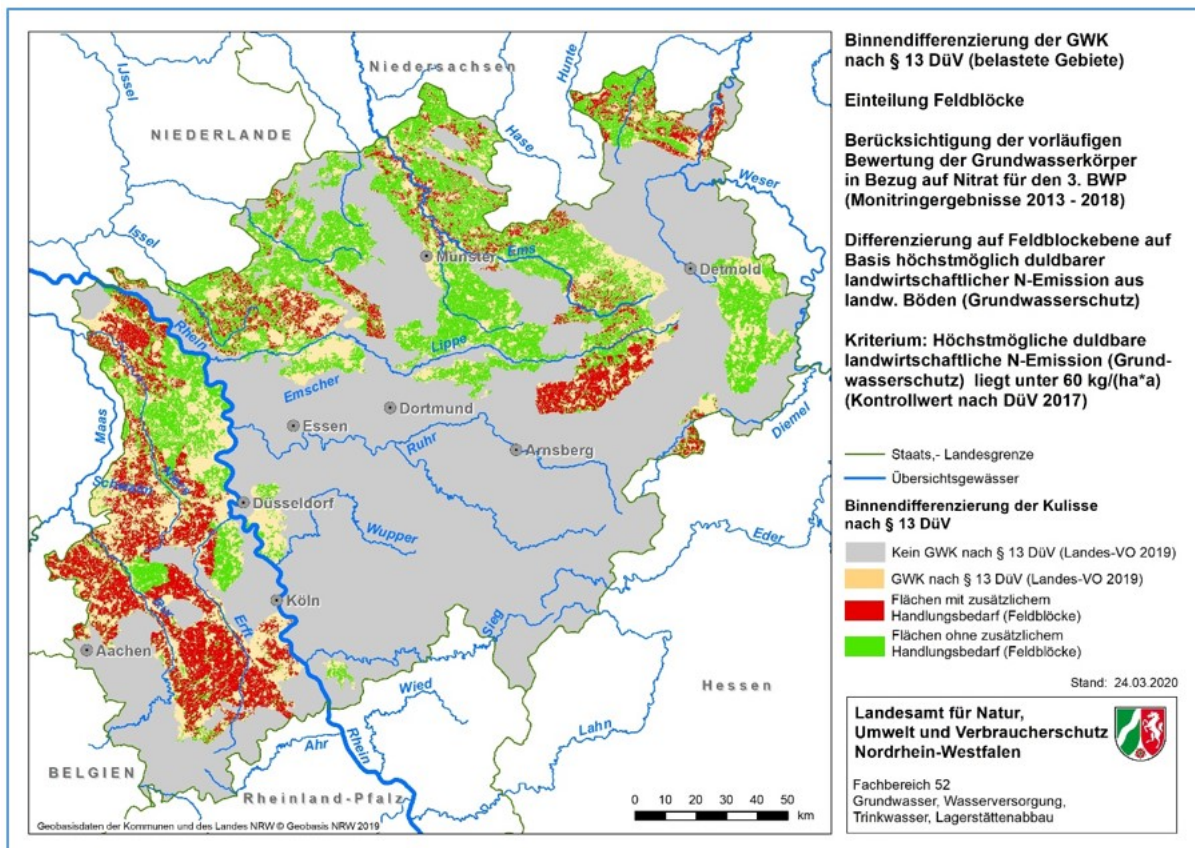 Binnendifferenzierung der GWK
nach § 13 DüV (belastete Gebiete)
Einteilung Feldblöcke
Berücksichtigung der vorläufigen
Bewertung der Grundwasserkörper
in Bezug auf Nitrat für den 3. BWP
(Monitringergebnisse 2013 - 2018)
Differenzierung auf Feldblockebene auf
Basis höchstmöglich duldbarer
landwirtschaftlicher N-Emission aus
landw. Böden (Grundwasserschutz)
Kriterium: Höchstmögliche duldbare
landwirtschaftliche N-Emission (Grund-
wasserschutz) liegt unter 60 kg/(ha*a)
(Kontrollwert nach DüV 2017)
Staats,- Landesgrenze
Übersichtsgewässer
Binnendifferenzierung der Kulisse
nach § 13 DüV
Kein GWK nach § 13 DüV (Landes-VO 2019)
GWK nach § 13 DüV (Landes-VO 2019)
Flächen mit zusätzlichem
Handlungsbedarf (Feldblöcke)
Flächen ohne zusätzlichem
Handlungsbedarf (Feldblöcke)
Stand: 24.03.2020
Landesamt für Natur,
Umwelt und Verbraucherschutz
Nordrhein-Westfalen
Fachbereich 52
Grundwasser, Wasserversorgung,
Trinkwasser, Lagerstättenabbau
IJssel
Niedersachsen
Hunte
NIEDERLANDE
Hase
Weser
Issel
Ems
Münster
Detmold
Rhein
Lippe
Emscher
Dortmund
Essen
Ruhr
Arnsberg
Diemel
Maas
Niers
Schwalm
Düsseldorf
Wupper
Eder
Köln
Sieg
Rur
Erft
Aachen
Hessen
Wied
Lahn
Ahr
Rhein
BELGIEN
Rheinland-Pfalz
0 10 20 30 40 50
km
Geobasisdaten der Kommunen und des Landes NRW © Geobasis NRW 2019